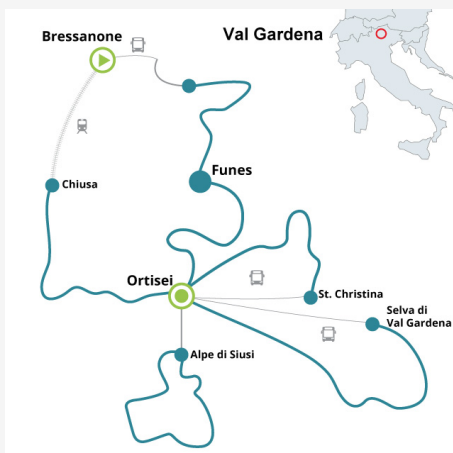 Bressanone
Val Gardena
Funes
Chiusa
Ortisei
St. Christina
Selva di
Val Gardena
Alpe di Siusi